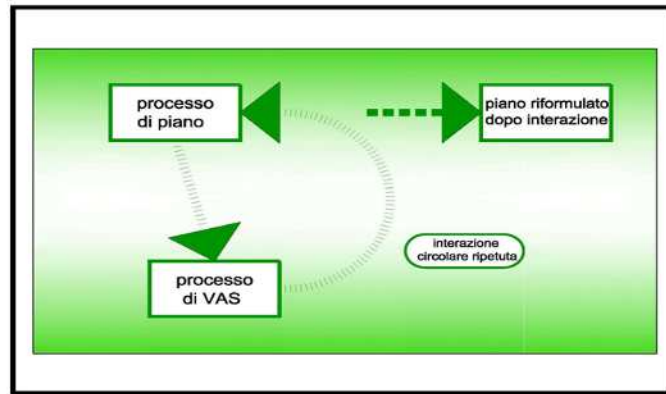 processo
di piano
piano riformulato
dopo interazione
interazione
circolare ripetuta
processo
di VAS